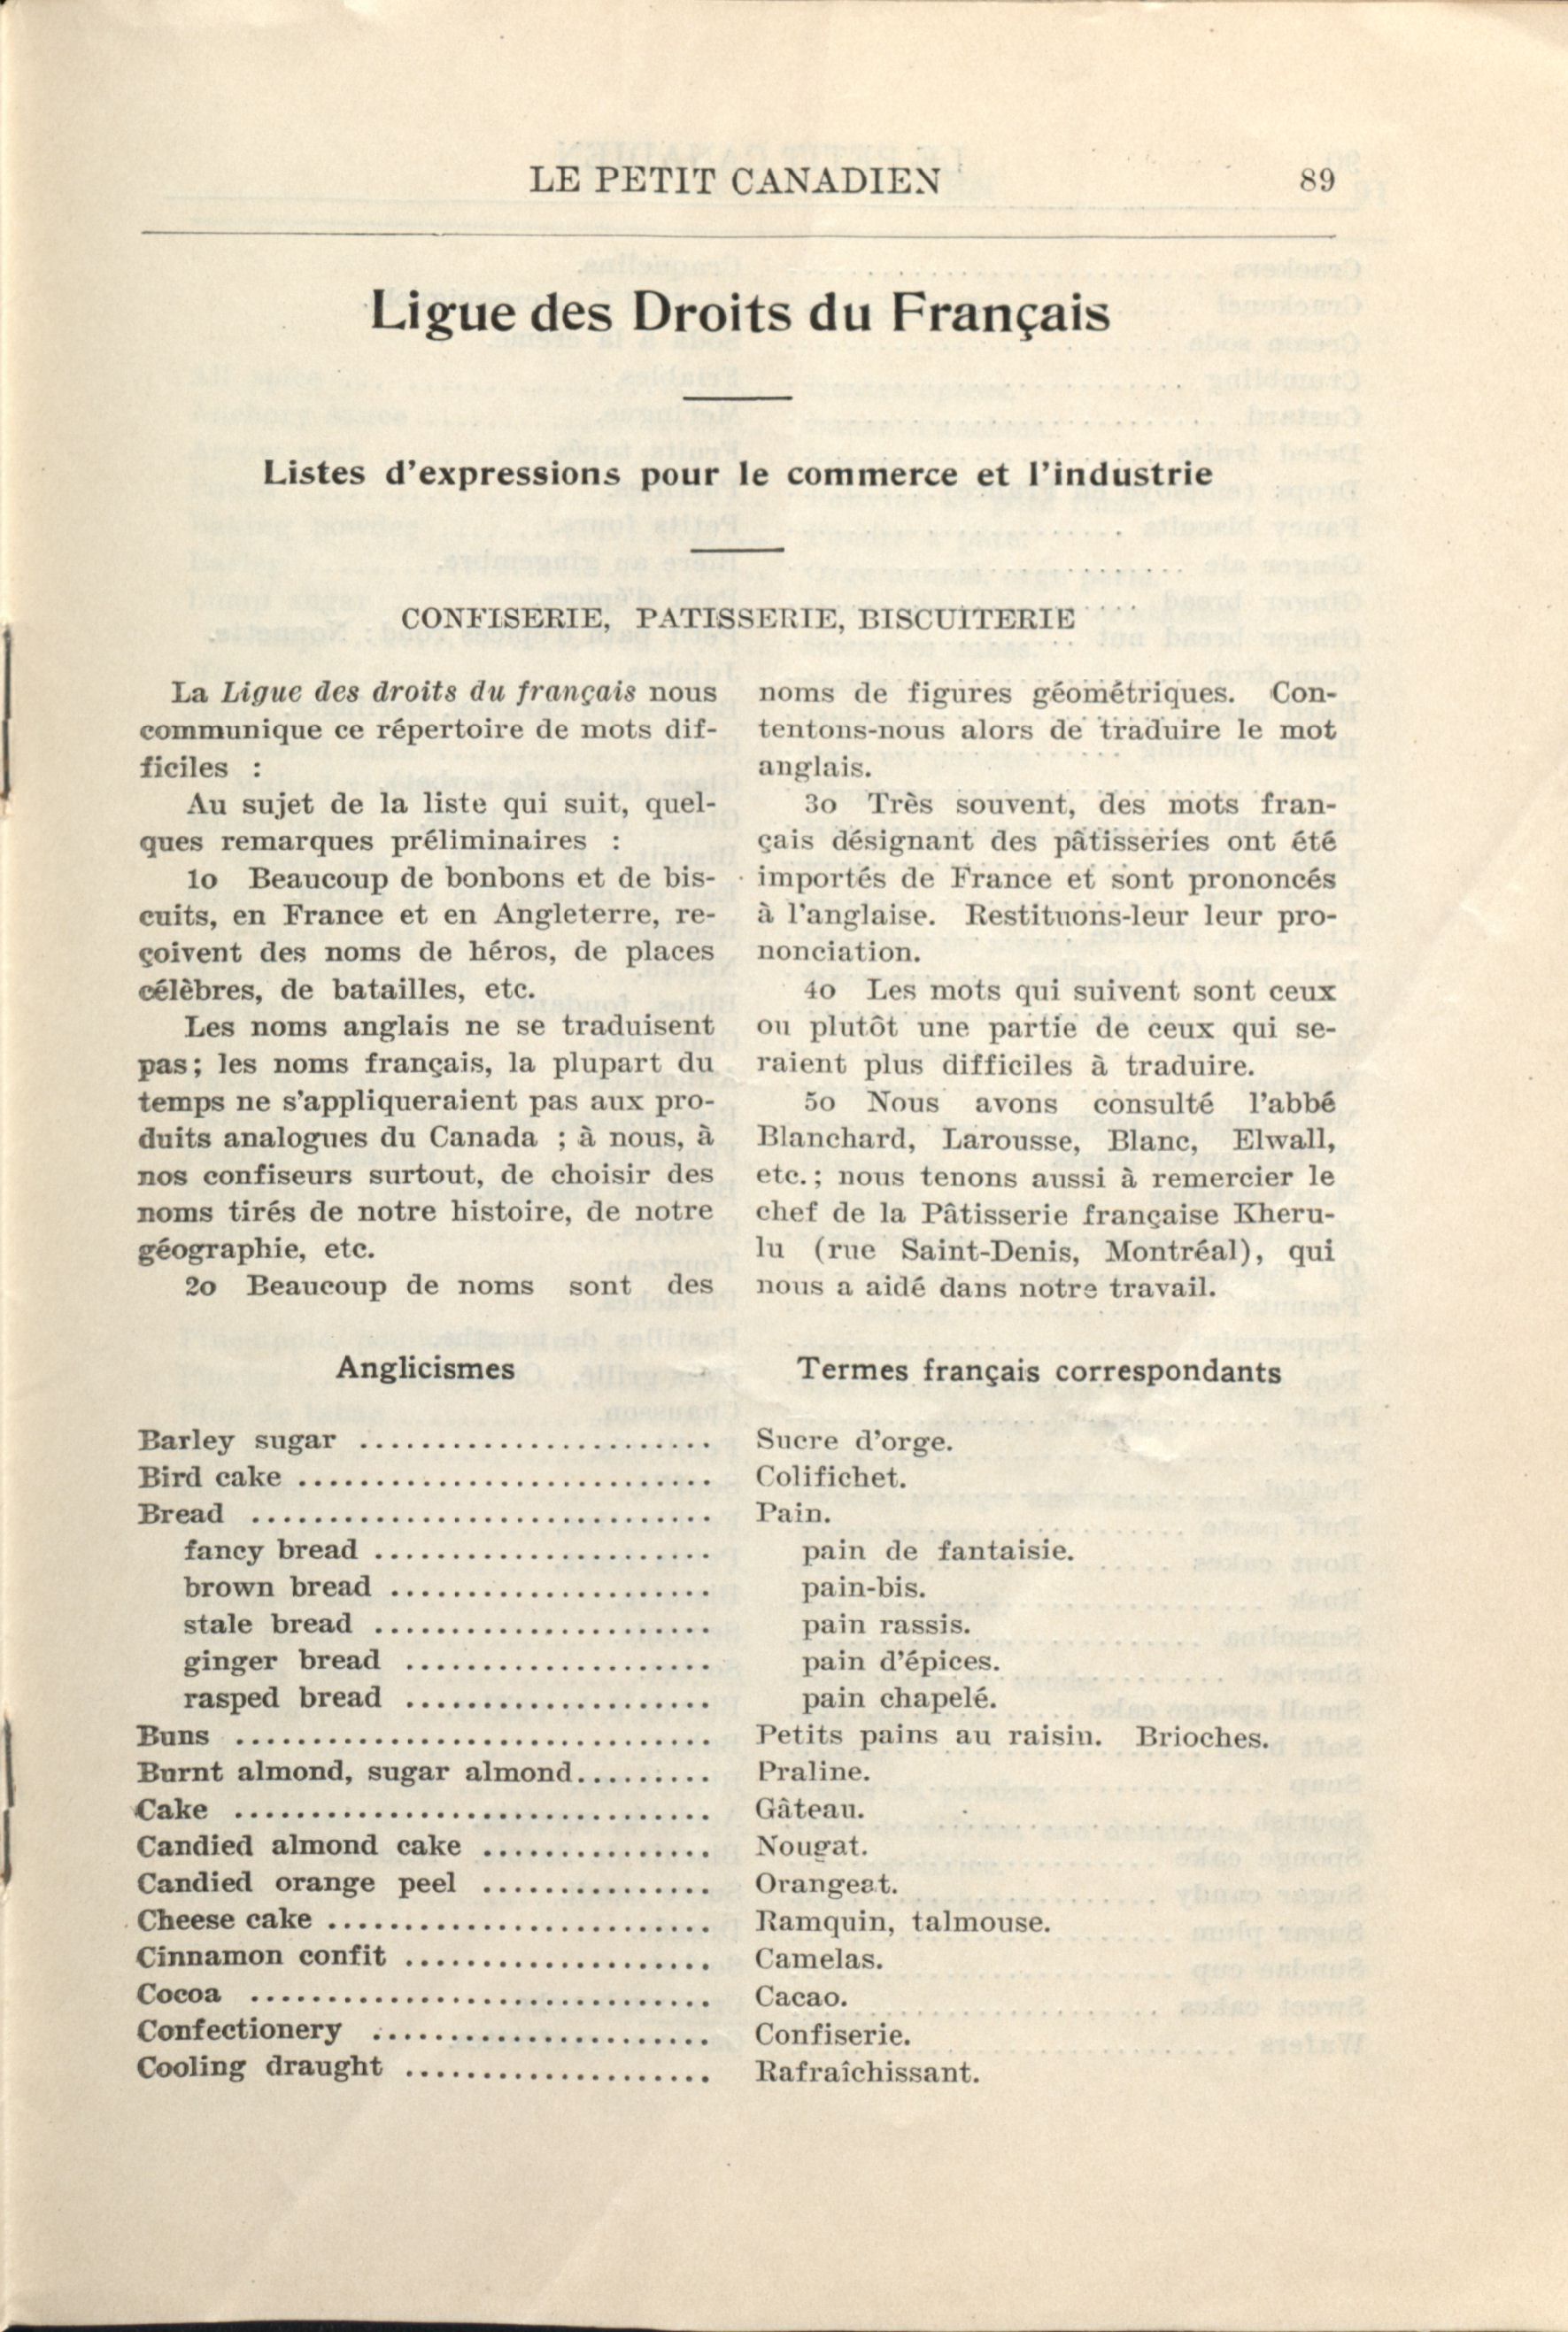 LE PETIT CANADIEN 89
Ligue des Droits du Français
Listes d'expressions pour le commerce et l'industrie
CONFISERIE, PATISSERIE, BISCUITERIE
La Ligue des droits du français nous
communique ce répertoire de mots dif-
ficiles :
Au sujet de la liste qui suit, quel-
ques remarques préliminaires :
1o Beaucoup de bonbons et de bis-
cuits, en France et en Angleterre, re-
çoivent des noms de héros, de places
célèbres, de batailles, etc.
Les noms anglais ne se traduisent
pas; les noms français, la plupart du
temps ne s'appliqueraient pas aux pro-
duits analogues du Canada ; à nous, à
nos confiseurs surtout, de choisir des
noms tirés de notre histoire, de notre
géographie, etc.
2o Beaucoup de noms sont des
noms de figures géométriques. Con-
tentons-nous alors de traduire le mot
anglais.
3o Très souvent, des mots fran-
çais désignant des pâtisseries ont été
importés de France et sont prononcés
à l'anglaise. Restituons-leur leur pro-
nonciation.
4o Les mots qui suivent sont ceux
ou plutôt une partie de ceux qui se-
raient plus difficiles à traduire.
5o Nous avons consulté l'abbé
Blanchard, Larousse, Blanc, Elwall,
etc.; nous tenons aussi à remercier le
chef de la Pâtisserie française Kheru-
lu (rue Saint-Denis, Montréal), qui
nous a aidé dans notre travail.
Anglicismes Termes français correspondants
Barley sugar ....................... Sucre d'orge.
Bird cake ........................... Colifichet.
Bread .............................. Pain.
fancy bread ...................... pain de fantaisie.
brown bread ..................... pain-bis.
stale bread ...................... pain rassis.
ginger bread .................... pain d'épices.
rasped bread .................... pain chapelé.
Buns ............................... Petits pains au raisin. Brioches.
Burnt almond, sugar almond......... Praline.
Cake ............................... Gâteau.
Candied almond cake ............... Nougat.
Candied orange peel ............... Orangeat.
Cheese cake ......................... Ramquin, talmouse.
Cinnamon confit .................... Camelas.
Cocoa .............................. Cacao.
Confectionery ...................... Confiserie.
Cooling draught .................... Rafraîchissant.